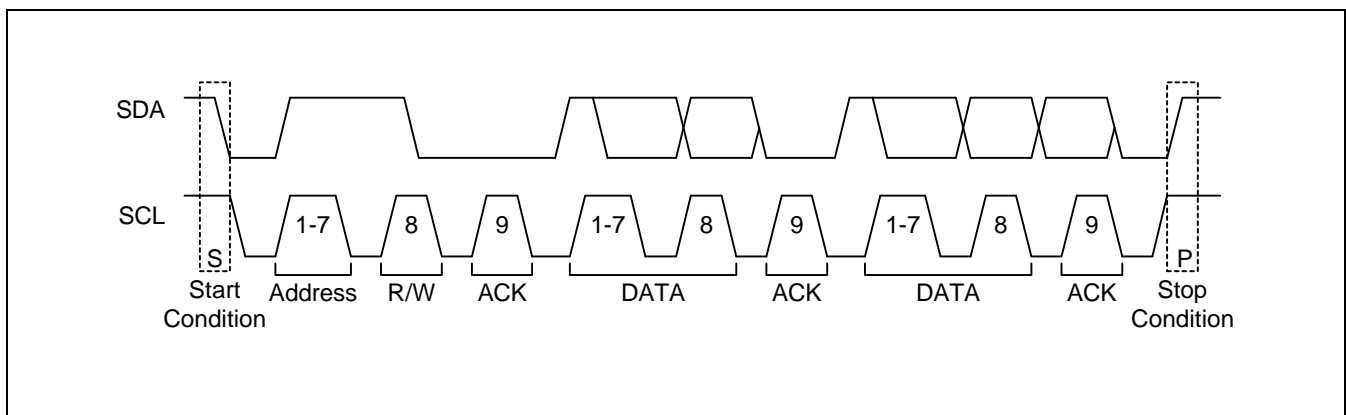 SDA
SCL
1-7 8 9 1-7 8 9 1-7 8 9
S P
Start Condition
Address R/W ACK DATA ACK DATA ACK
Stop Condition